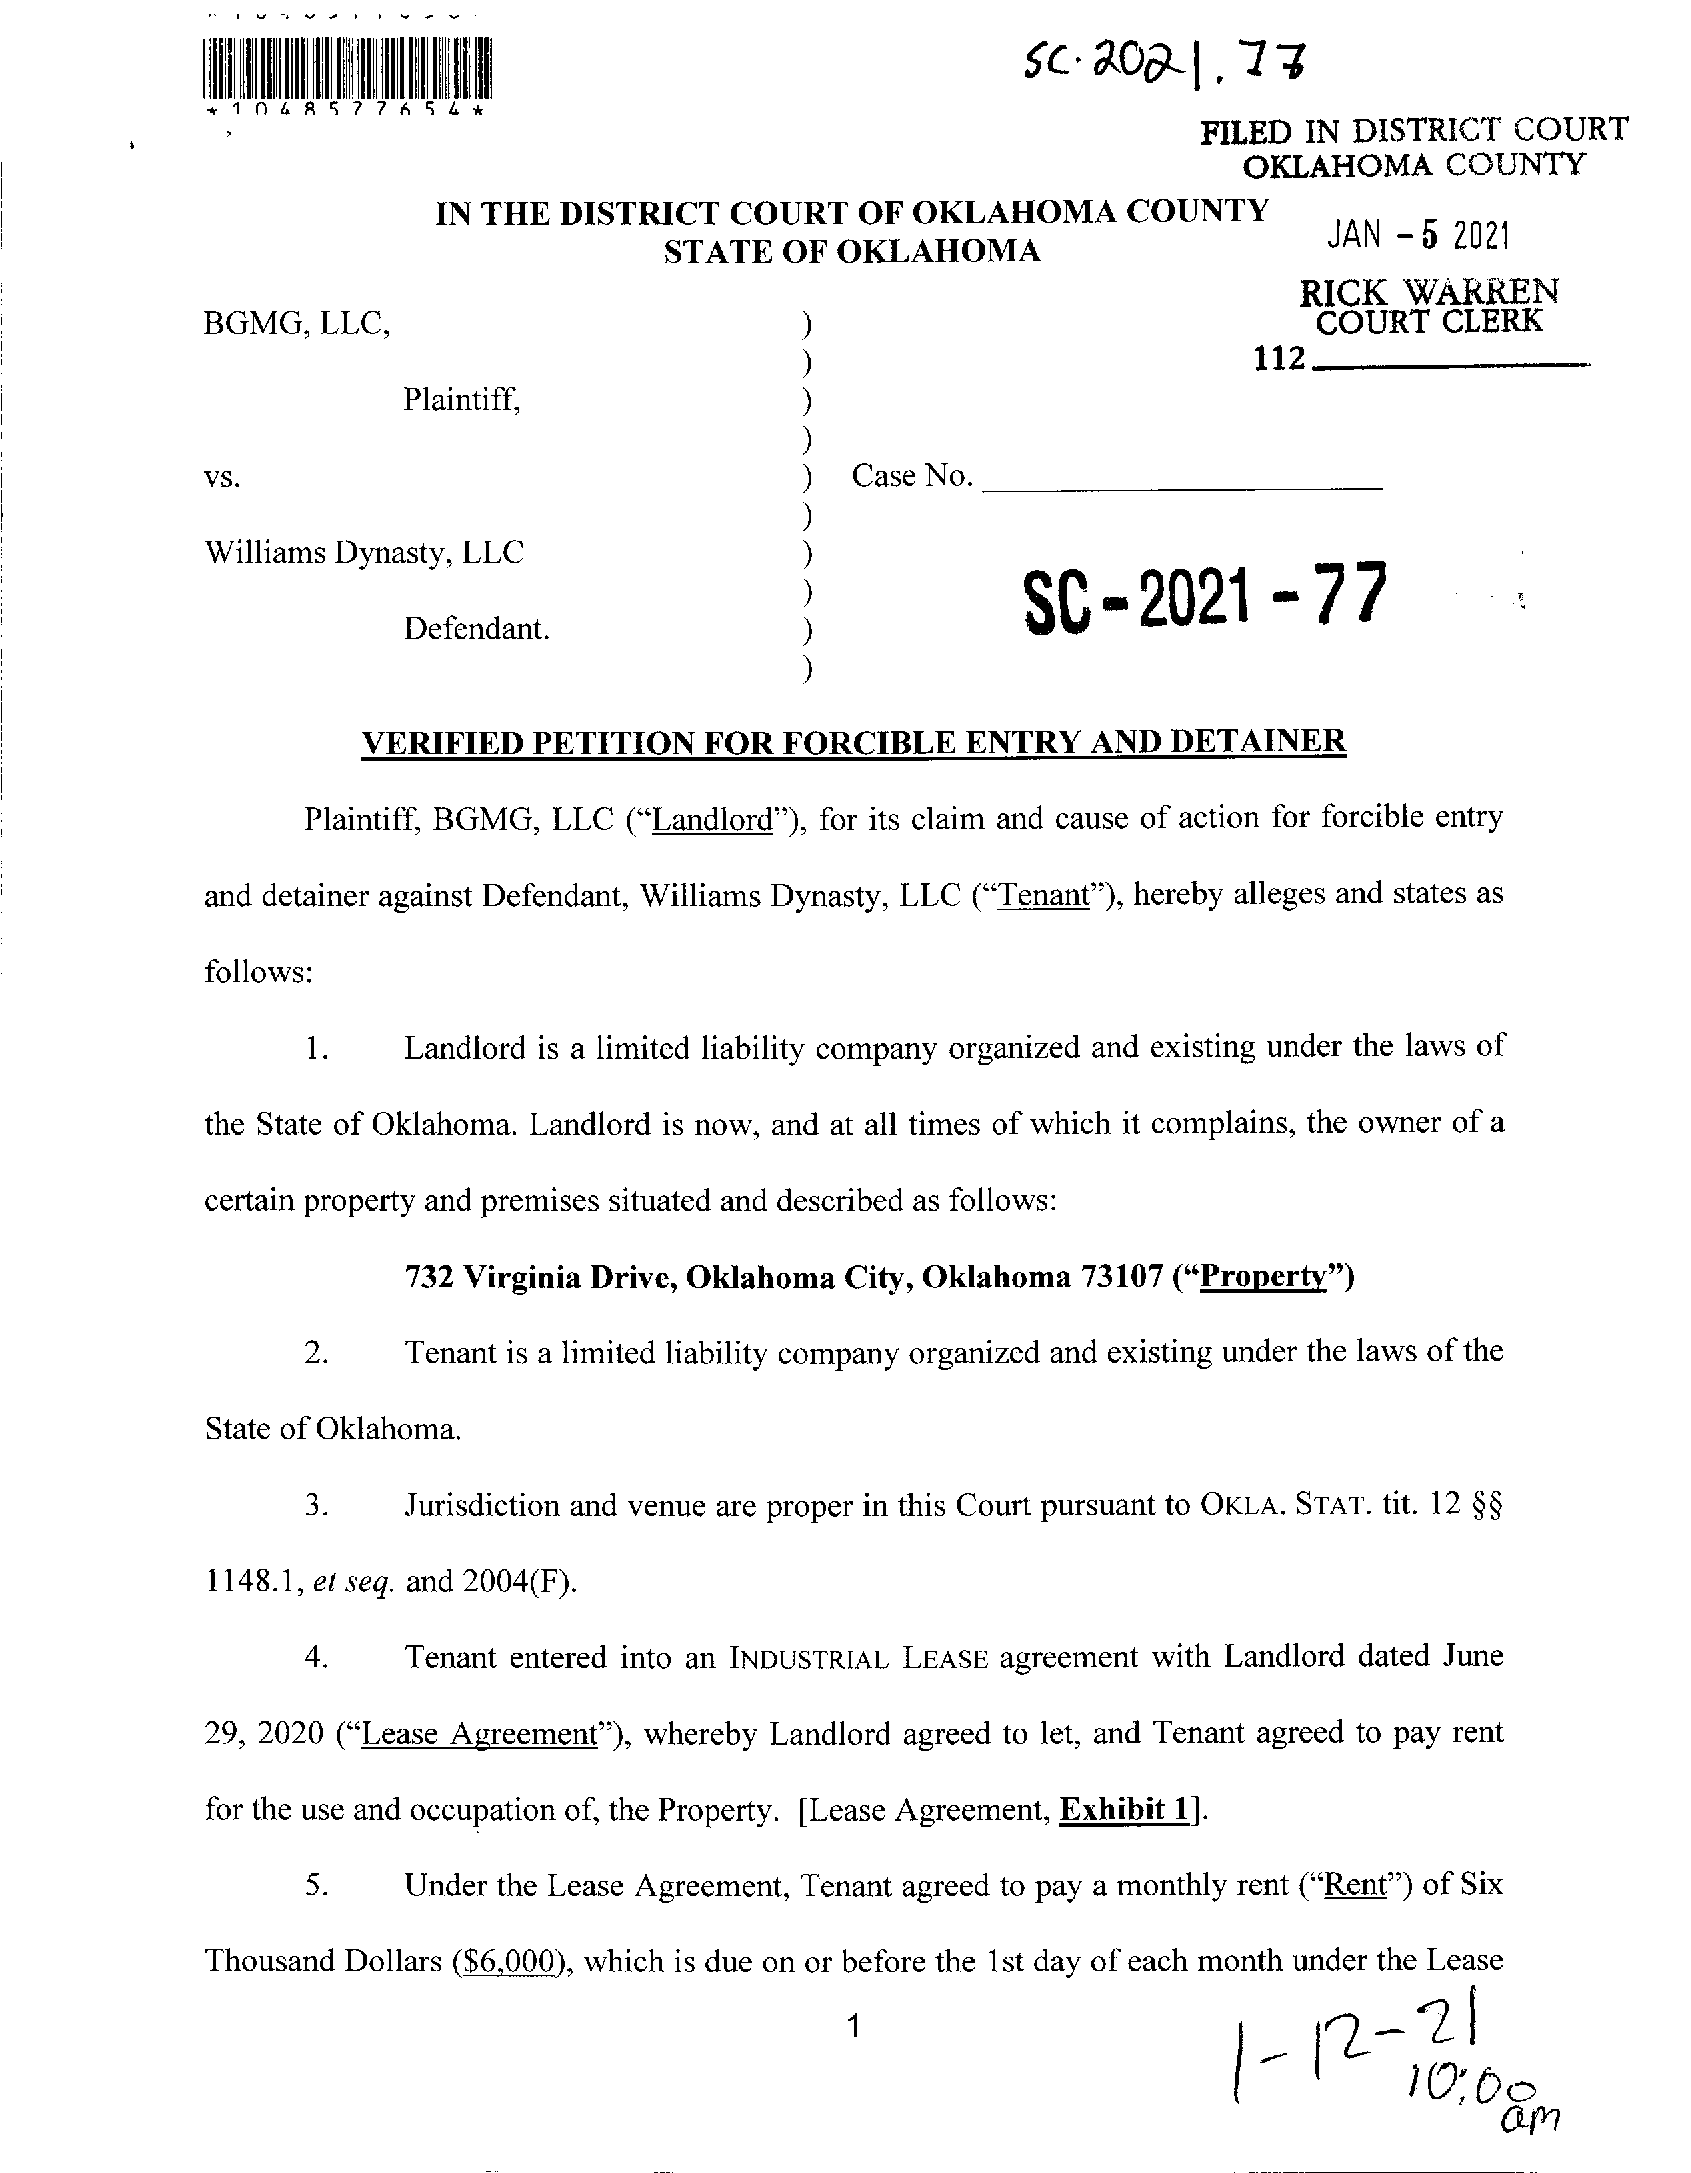 *1048577654*
SC.2021.77
FILED IN DISTRICT COURT
OKLAHOMA COUNTY
IN THE DISTRICT COURT OF OKLAHOMA COUNTY
STATE OF OKLAHOMA
JAN -5 2021
RICK WARREN
COURT CLERK
112
BGMG, LLC, )
)
Plaintiff, )
)
vs. ) Case No.
)
Williams Dynasty, LLC )
)
Defendant. )
)
SC-2021-77
VERIFIED PETITION FOR FORCIBLE ENTRY AND DETAINER
Plaintiff, BGMG, LLC (“Landlord”), for its claim and cause of action for forcible entry
and detainer against Defendant, Williams Dynasty, LLC (“Tenant”), hereby alleges and states as
follows:
1. Landlord is a limited liability company organized and existing under the laws of
the State of Oklahoma. Landlord is now, and at all times of which it complains, the owner of a
certain property and premises situated and described as follows:
732 Virginia Drive, Oklahoma City, Oklahoma 73107 (“Property”)
2. Tenant is a limited liability company organized and existing under the laws of the
State of Oklahoma.
3. Jurisdiction and venue are proper in this Court pursuant to OKLA. STAT. tit. 12 §§
1148.1, et seq. and 2004(F).
4. Tenant entered into an INDUSTRIAL LEASE agreement with Landlord dated June
29, 2020 (“Lease Agreement”), whereby Landlord agreed to let, and Tenant agreed to pay rent
for the use and occupation of, the Property. [Lease Agreement, Exhibit 1].
5. Under the Lease Agreement, Tenant agreed to pay a monthly rent (“Rent”) of Six
Thousand Dollars ($6,000), which is due on or before the 1st day of each month under the Lease
1
1-12-21
10:00
am